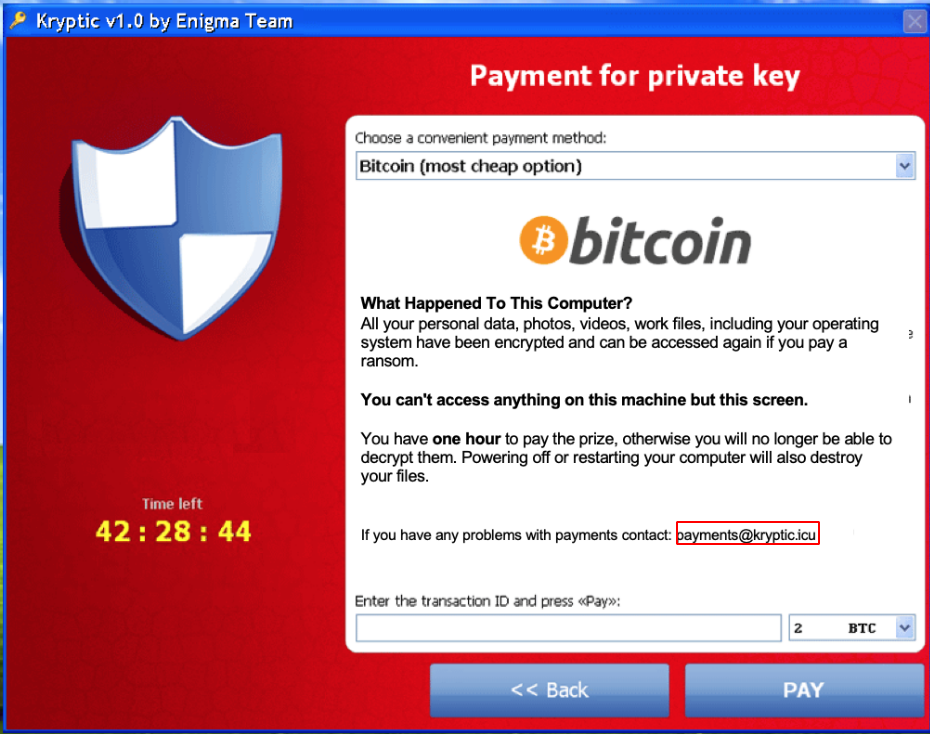 Kryptic v1.0 by Enigma Team
Payment for private key
Choose a convenient payment method:
Bitcoin (most cheap option)
bitcoin
What Happened To This Computer?
All your personal data, photos, videos, work files, including your operating
system have been encrypted and can be accessed again if you pay a
ransom.
You can't access anything on this machine but this screen.
You have one hour to pay the prize, otherwise you will no longer be able to
decrypt them. Powering off or restarting your computer will also destroy
your files.
Time left
42 : 28 : 44
If you have any problems with payments contact: payments@kryptic.icu
Enter the transaction ID and press «Pay»:
2 BTC
<< Back
PAY